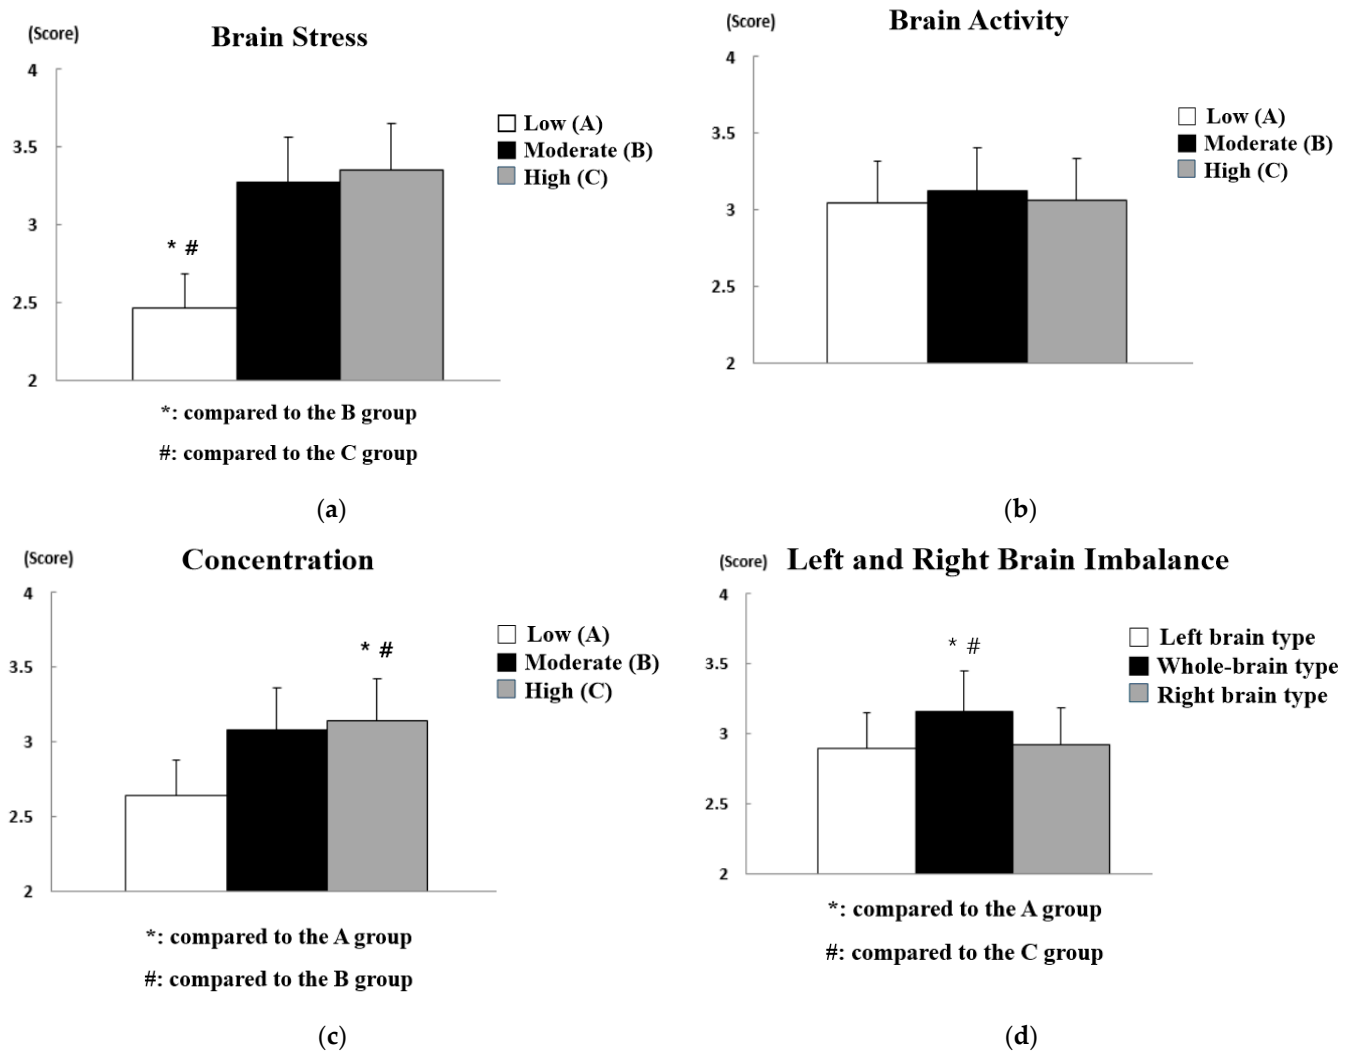 (Score)
Brain Stress
4
3.5
3
2.5
2
* #
Low (A)
Moderate (B)
High (C)
*: compared to the B group
#: compared to the C group
(a)
(Score)
Brain Activity
4
3.5
3
2.5
2
Low (A)
Moderate (B)
High (C)
(b)
(Score)
Concentration
4
3.5
3
2.5
2
* #
Low (A)
Moderate (B)
High (C)
*: compared to the A group
#: compared to the B group
(c)
(Score)
Left and Right Brain Imbalance
4
3.5
3
2.5
2
* #
Left brain type
Whole-brain type
Right brain type
*: compared to the A group
#: compared to the C group
(d)